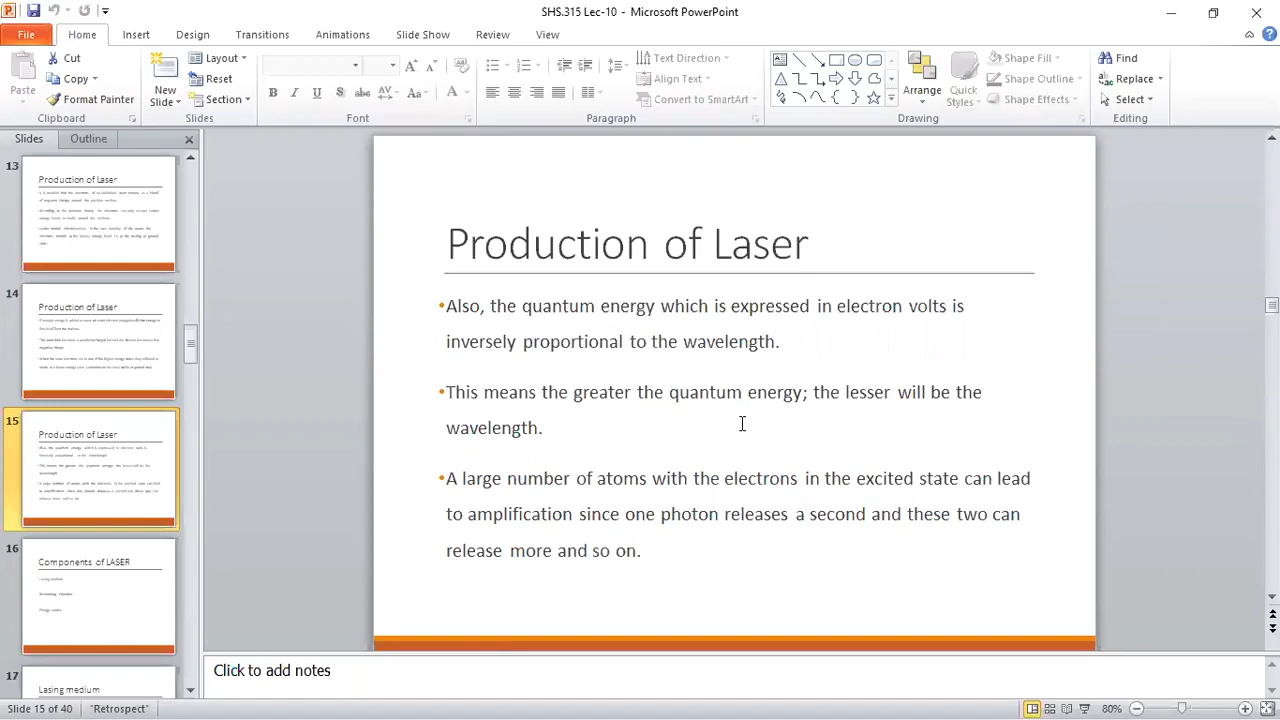 SHS.315 Lec-10 - Microsoft PowerPoint
File Home Insert Design Transitions Animations Slide Show Review View
Paste
Cut
Copy
Format Painter
Clipboard
New Slide
Layout
Reset
Section
Slides
B I U S abc AV Aa A
Font
Text Direction
Align Text
Convert to SmartArt
Paragraph
Arrange
Quick Styles
Shape Fill
Shape Outline
Shape Effects
Drawing
Find
Replace
Select
Editing
Slides Outline
13
Production of Laser
14
Production of Laser
15
Production of Laser
16
Components of LASER
17
Lasing medium
Production of Laser
•Also, the quantum energy which is expressed in electron volts is
inversely proportional to the wavelength.
•This means the greater the quantum energy; the lesser will be the
wavelength.
•A large number of atoms with the electrons in the excited state can lead
to amplification since one photon releases a second and these two can
release more and so on.
Click to add notes
Slide 15 of 40 "Retrospect" 80%